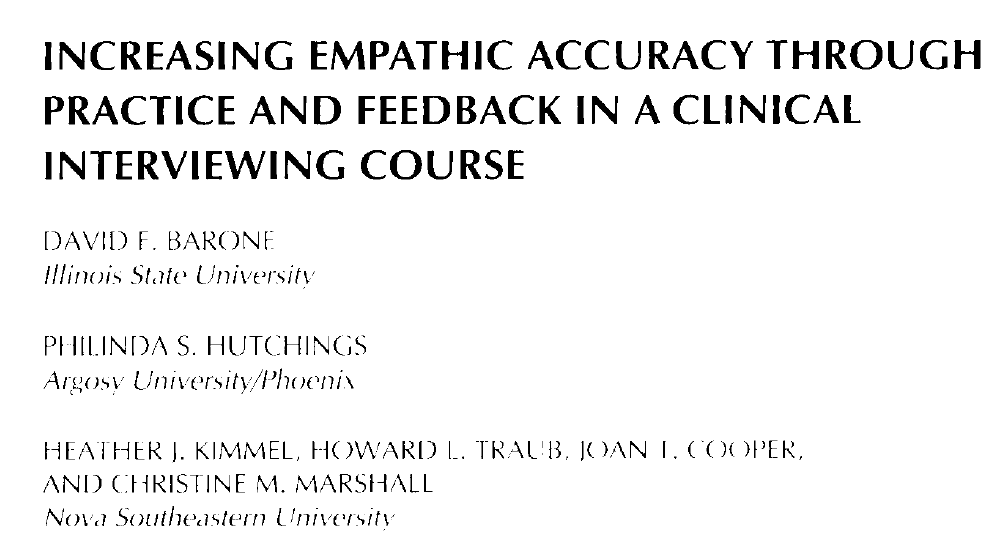 INCREASING EMPATHIC ACCURACY THROUGH
PRACTICE AND FEEDBACK IN A CLINICAL
INTERVIEWING COURSE
DAVID F. BARONE
Illinois State University
PHILINDA S. HUTCHINGS
Argosy University/Phoenix
HEATHER J. KIMMEL, HOWARD L. TRAUB, JOAN T. COOPER,
AND CHRISTINE M. MARSHALL
Nova Southeastern University